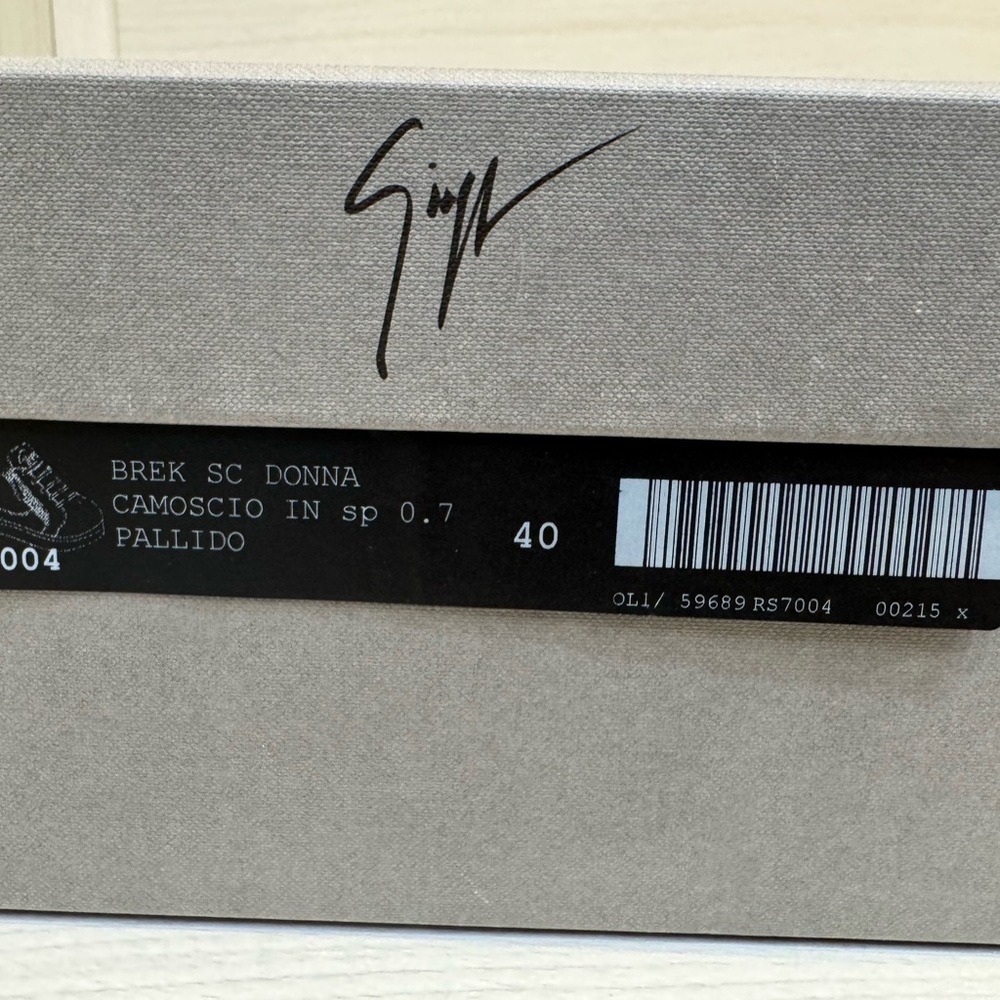 BREK SC DONNA
CAMOSCIO IN sp 0.7
PALLIDO
004
40
OL1/ 59689 RS7004 00215 x